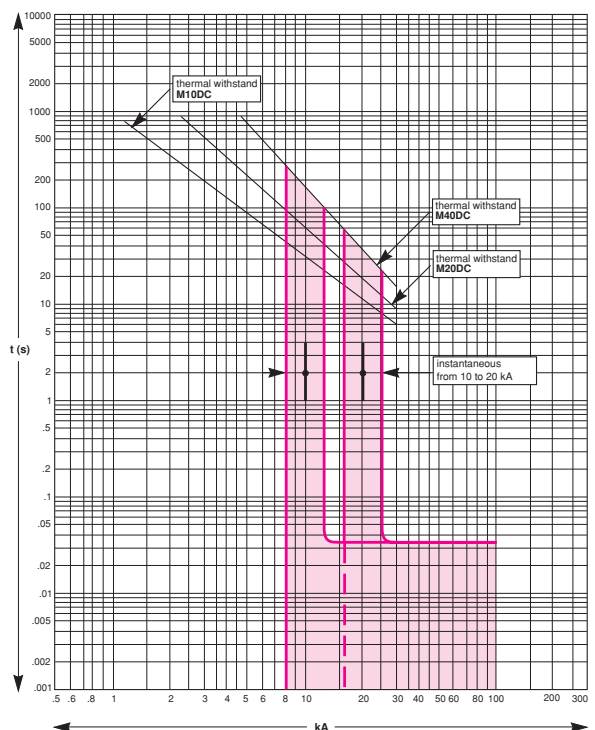 10000
5000
2000
1000
500
200
100
50
20
10
5
2
1
.5
.2
.1
.05
.02
.01
.005
.002
.001
t (s)
thermal withstand
M10DC
thermal withstand
M40DC
thermal withstand
M20DC
instantaneous
from 10 to 20 kA
.5 .6 .8 1 2 3 4 5 6 8 10 20 30 40 50 60 80 100 200 300
kA